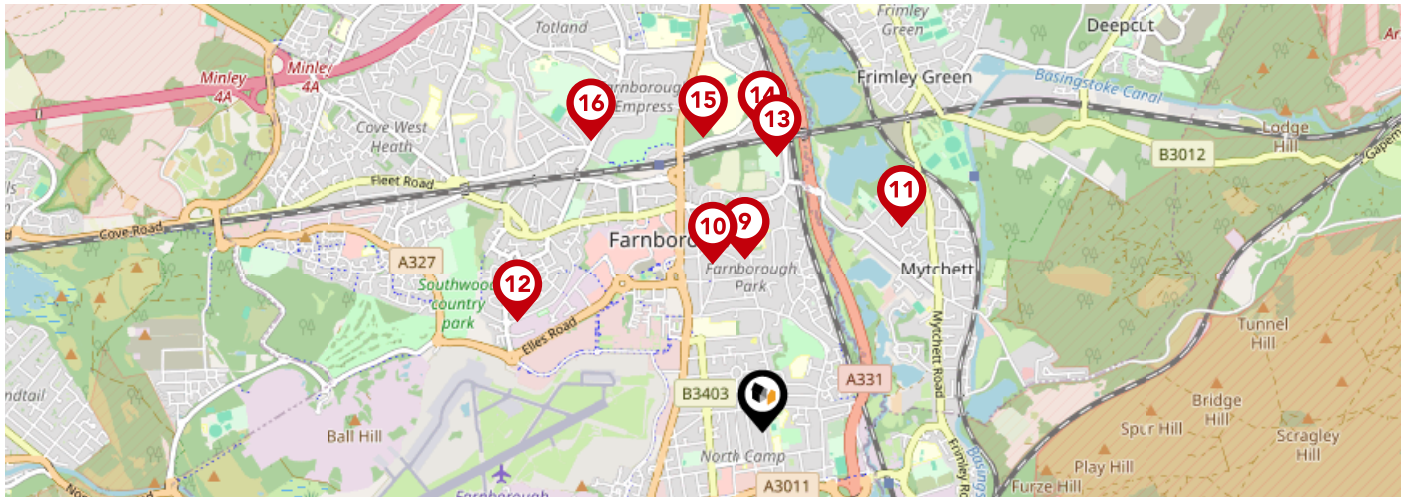 Totland
Frimley
Green
Deepcut
Minley
4A
Minley
4A
Frimley Green
Basingstoke Canal
16
arnborough
Empress
15
14
13
Cove West
Heath
Lodge
Hill
B3012
Fleet Road
11
Cove Road
10
9
Farnboro
A327
Farnborough
Park
Mytchett
12
Southwood
country
park
Elles Road
Mytchett Road
Tunnel
Hill
B3403
A331
Bridge
Hill
Ball Hill
Spur Hill
Scragley
Hill
North Camp
Play Hill
A3011
Furze Hill
Farnborough